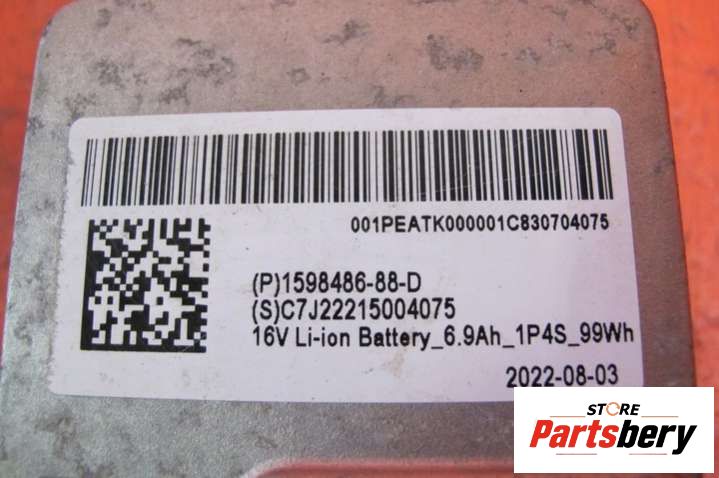 001PEATK000001C830704075
(P)1598486-88-D
(S)C7J22215004075
16V Li-ion Battery_6.9Ah_1P4S_99Wh
2022-08-03
STORE
Partsbery